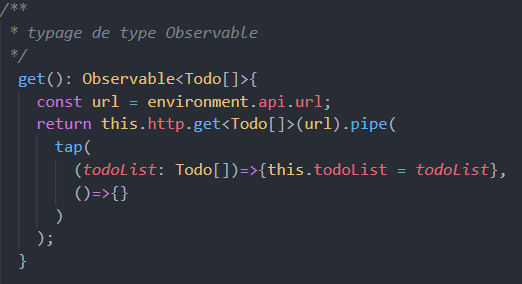 /**
 * typage de type Observable
 */
get(): Observable<Todo[]>{
const url = environment.api.url;
return this.http.get<Todo[]>(url).pipe(
tap(
(todoList: Todo[])=>{this.todoList = todoList},
()=>{}
)
);
}